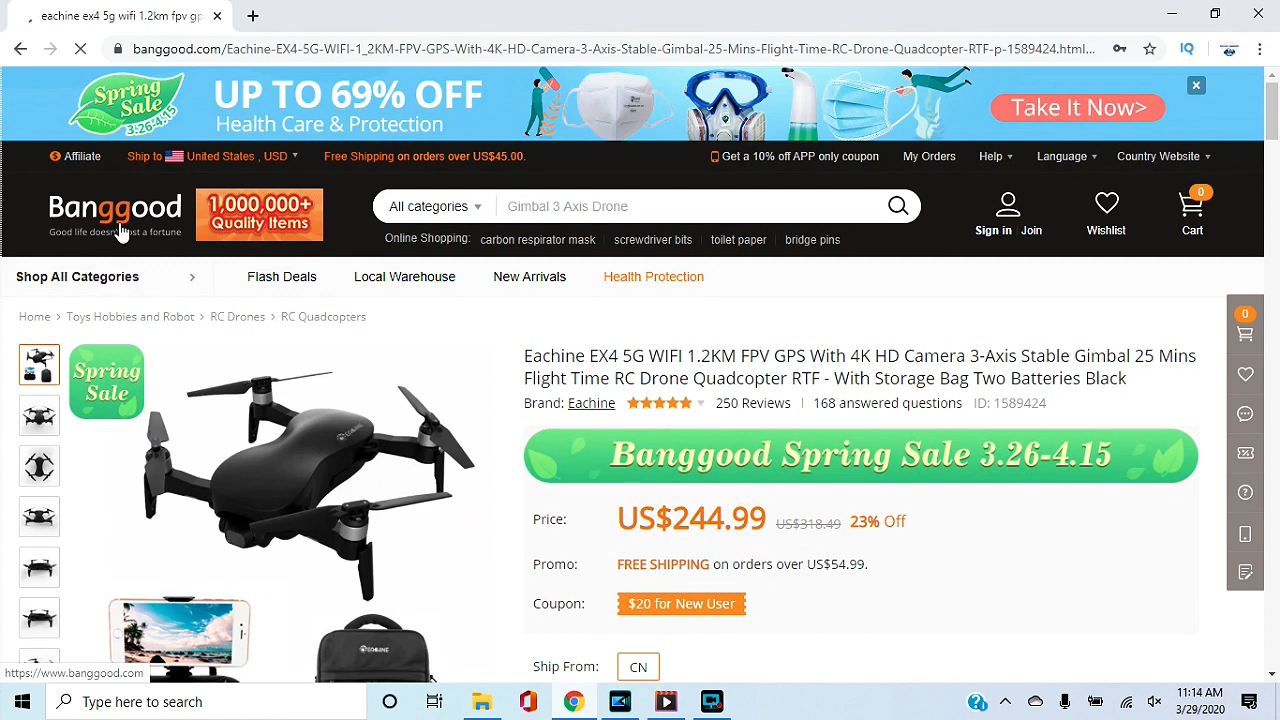 eachine ex4 5g wifi 1.2km fpv gp
banggood.com/Eachine-EX4-5G-WIFI-1_2KM-FPV-GPS-With-4K-HD-Camera-3-Axis-Stable-Gimbal-25-Mins-Flight-Time-RC-Drone-Quadcopter-RTF-p-1589424.html...
IQ
Spring Sale 3.26-4.15
UP TO 69% OFF
Health Care & Protection
Take It Now>
Affiliate
Ship to United States , USD
Free Shipping on orders over US$45.00.
Get a 10% off APP only coupon
My Orders
Help
Language
Country Website
Banggood
Good life doesn't cost a fortune
1,000,000+
Quality Items
All categories
Gimbal 3 Axis Drone
Online Shopping: carbon respirator mask screwdriver bits toilet paper bridge pins
Sign in Join
Wishlist
0
Cart
Shop All Categories >
Flash Deals
Local Warehouse
New Arrivals
Health Protection
Home > Toys Hobbies and Robot > RC Drones > RC Quadcopters
0
Spring
Sale
EACHINE
EACHINE
Eachine EX4 5G WIFI 1.2KM FPV GPS With 4K HD Camera 3-Axis Stable Gimbal 25 Mins
Flight Time RC Drone Quadcopter RTF - With Storage Bag Two Batteries Black
Brand: Eachine 250 Reviews | 168 answered questions ID: 1589424
Banggood Spring Sale 3.26-4.15
Price: US$244.99 US$318.49 23% Off
Promo: FREE SHIPPING on orders over US$54.99.
Coupon: $20 for New User
Ship From: CN
https://www.banggood.com
Type here to search
11:14 AM
3/29/2020